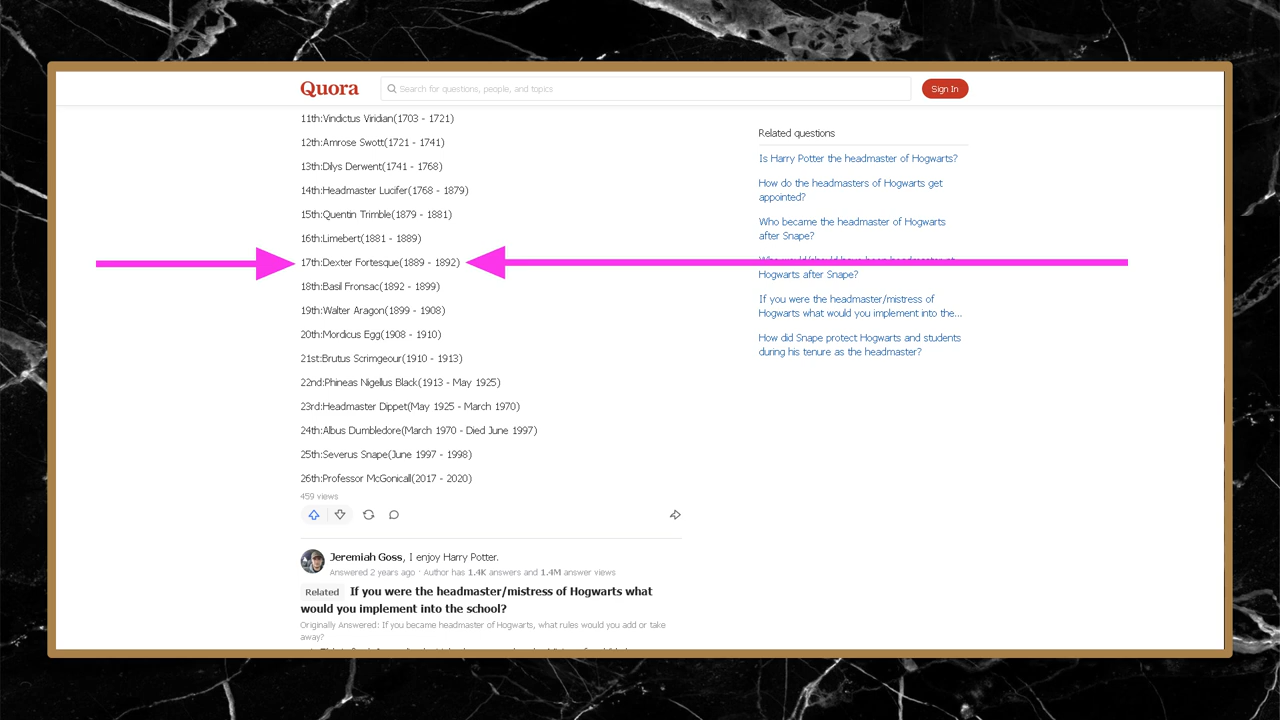 Quora
Search for questions, people, and topics
Sign In
11th:Vindictus Viridian(1703 - 1721)
12th:Amrose Swott(1721 - 1741)
13th:Dilys Derwent(1741 - 1768)
14th:Headmaster Lucifer(1768 - 1879)
15th:Quentin Trimble(1879 - 1881)
16th:Limebert(1881 - 1889)
17th:Dexter Fortesque(1889 - 1892)
18th:Basil Fronsac(1892 - 1899)
19th:Walter Aragon(1899 - 1908)
20th:Mordicus Egg(1908 - 1910)
21st:Brutus Scrimgeour(1910 - 1913)
22nd:Phineas Nigellus Black(1913 - May 1925)
23rd:Headmaster Dippet(May 1925 - March 1970)
24th:Albus Dumbledore(March 1970 - Died June 1997)
25th:Severus Snape(June 1997 - 1998)
26th:Professor McGonicall(2017 - 2020)
459 views
Jeremiah Goss, I enjoy Harry Potter.
Answered 2 years ago · Author has 1.4K answers and 1.4M answer views
Related If you were the headmaster/mistress of Hogwarts what
would you implement into the school?
Originally Answered: If you became headmaster of Hogwarts, what rules would you add or take
away?
Related questions
Is Harry Potter the headmaster of Hogwarts?
How do the headmasters of Hogwarts get
appointed?
Who became the headmaster of Hogwarts
after Snape?
Hogwarts after Snape?
If you were the headmaster/mistress of
Hogwarts what would you implement into the...
How did Snape protect Hogwarts and students
during his tenure as the headmaster?